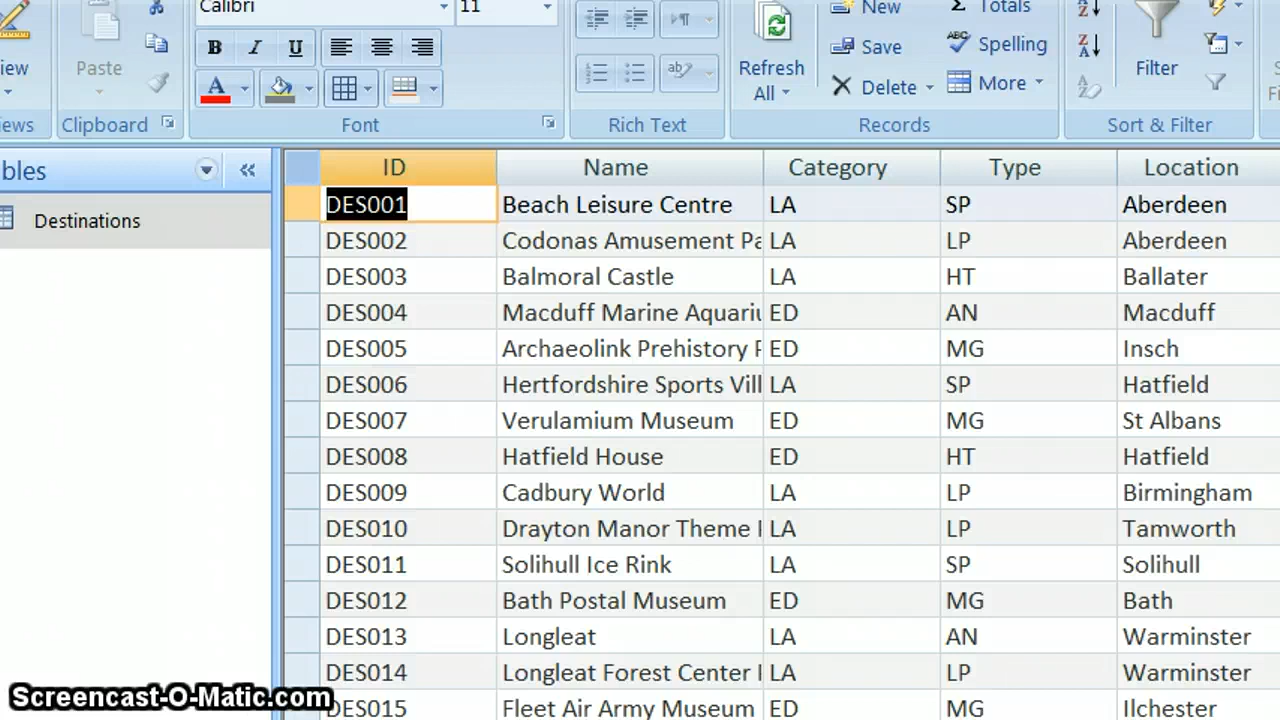 Calibri 11
New Totals
B I U
iew Paste Refresh Save ABC Spelling Filter
All Delete More
iews Clipboard Font Rich Text Records Sort & Filter
bles
Destinations
ID Name Category Type Location
DES001 Beach Leisure Centre LA SP Aberdeen
DES002 Codonas Amusement Pa LA LP Aberdeen
DES003 Balmoral Castle LA HT Ballater
DES004 Macduff Marine Aquariu ED AN Macduff
DES005 Archaeolink Prehistory P ED MG Insch
DES006 Hertfordshire Sports Vill LA SP Hatfield
DES007 Verulamium Museum ED MG St Albans
DES008 Hatfield House ED HT Hatfield
DES009 Cadbury World LA LP Birmingham
DES010 Drayton Manor Theme LA LP Tamworth
DES011 Solihull Ice Rink LA SP Solihull
DES012 Bath Postal Museum ED MG Bath
DES013 Longleat LA AN Warminster
DES014 Longleat Forest Center LA LP Warminster
DES015 Fleet Air Army Museum ED MG Ilchester
Screencast-O-Matic.com